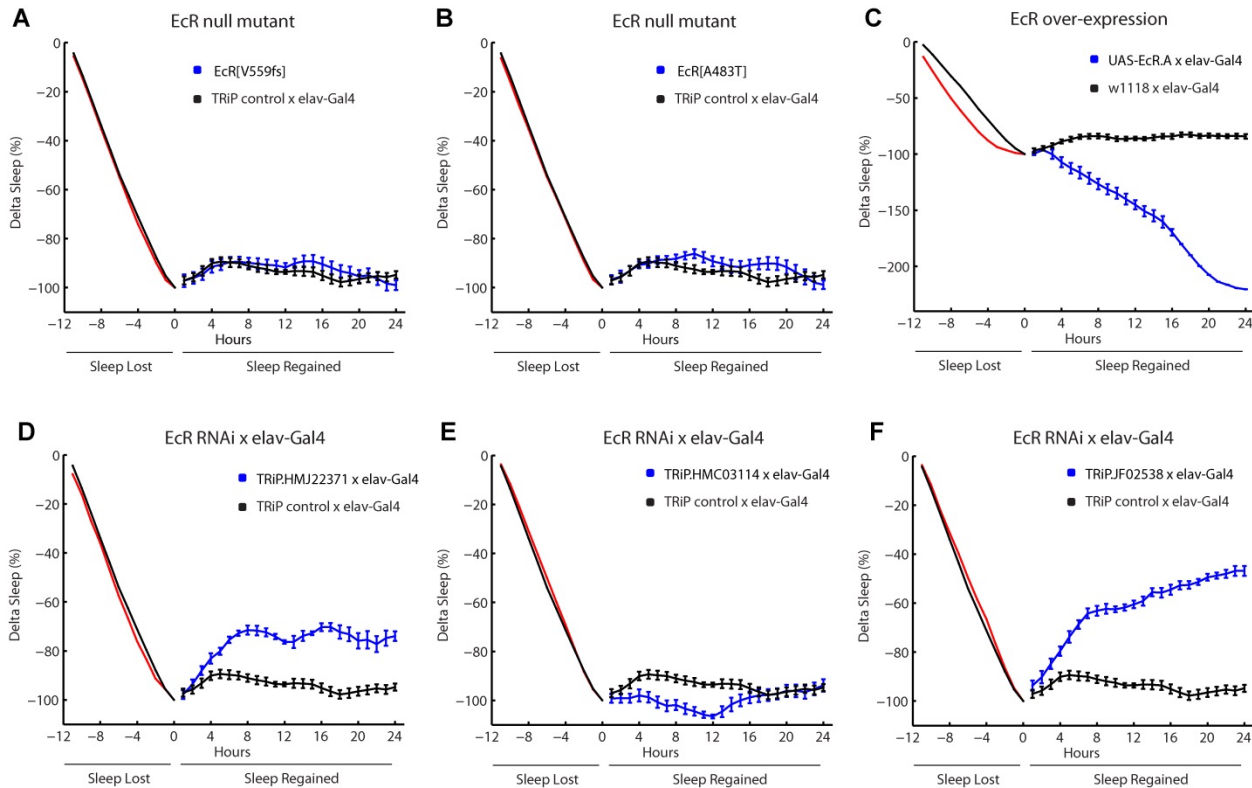 A
EcR null mutant
EcR[V559fs]
TRiP control x elav-Gal4
Delta Sleep (%)
0
−20
−40
−60
−80
−100
−12 −8 −4 0 4 8 12 16 20 24
Hours
Sleep Lost Sleep Regained
B
EcR null mutant
EcR[A483T]
TRiP control x elav-Gal4
Delta Sleep (%)
0
−20
−40
−60
−80
−100
−12 −8 −4 0 4 8 12 16 20 24
Hours
Sleep Lost Sleep Regained
C
EcR over-expression
UAS-EcR.A x elav-Gal4
w1118 x elav-Gal4
Delta Sleep (%)
0
−50
−100
−150
−200
−12 −8 −4 0 4 8 12 16 20 24
Hours
Sleep Lost Sleep Regained
D
EcR RNAi x elav-Gal4
TRiP.HMJ22371 x elav-Gal4
TRiP control x elav-Gal4
Delta Sleep (%)
0
−20
−40
−60
−80
−100
−12 −8 −4 0 4 8 12 16 20 24
Hours
Sleep Lost Sleep Regained
E
EcR RNAi x elav-Gal4
TRiP.HMC03114 x elav-Gal4
TRiP control x elav-Gal4
Delta Sleep (%)
0
−20
−40
−60
−80
−100
−12 −8 −4 0 4 8 12 16 20 24
Hours
Sleep Lost Sleep Regained
F
EcR RNAi x elav-Gal4
TRiP.JF02538 x elav-Gal4
TRiP control x elav-Gal4
Delta Sleep (%)
0
−20
−40
−60
−80
−100
−12 −8 −4 0 4 8 12 16 20 24
Hours
Sleep Lost Sleep Regained